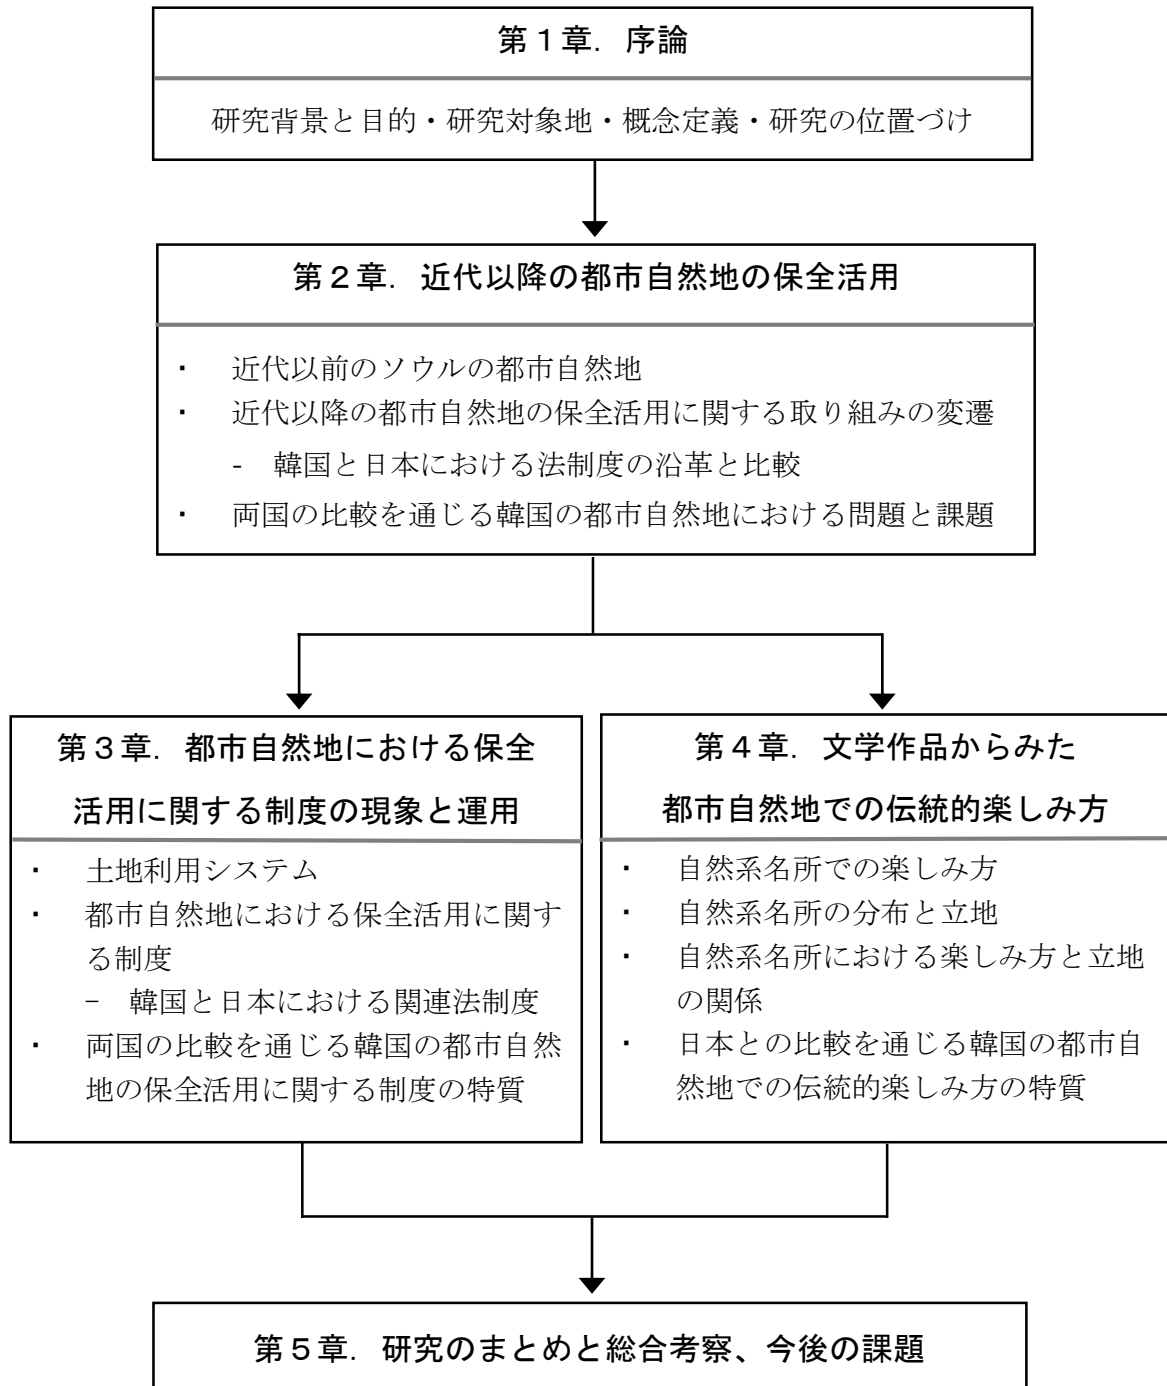 第１章．序論
研究背景と目的・研究対象地・概念定義・研究の位置づけ
第２章．近代以降の都市自然地の保全活用
・ 近代以前のソウルの都市自然地
・ 近代以降の都市自然地の保全活用に関する取り組みの変遷
- 韓国と日本における法制度の沿革と比較
・ 両国の比較を通じる韓国の都市自然地における問題と課題
第３章．都市自然地における保全
活用に関する制度の現象と運用
・ 土地利用システム
・ 都市自然地における保全活用に関す
る制度
- 韓国と日本における関連法制度
・ 両国の比較を通じる韓国の都市自然
地の保全活用に関する制度の特質
第４章．文学作品からみた
都市自然地での伝統的楽しみ方
・ 自然系名所での楽しみ方
・ 自然系名所の分布と立地
・ 自然系名所における楽しみ方と立地
の関係
・ 日本との比較を通じる韓国の都市自
然地での伝統的楽しみ方の特質
第５章．研究のまとめと総合考察、今後の課題